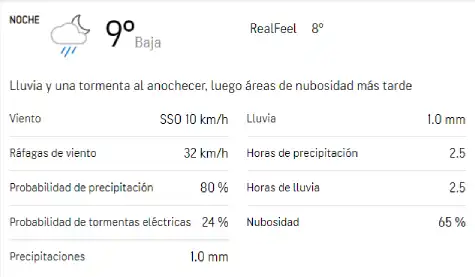 NOCHE
9° Baja
RealFeel 8°
Lluvia y una tormenta al anochecer, luego áreas de nubosidad más tarde
Viento SSO 10 km/h
Lluvia 1.0 mm
Ráfagas de viento 32 km/h
Horas de precipitación 2.5
Probabilidad de precipitación 80 %
Horas de lluvia 2.5
Probabilidad de tormentas eléctricas 24 %
Nubosidad 65 %
Precipitaciones 1.0 mm